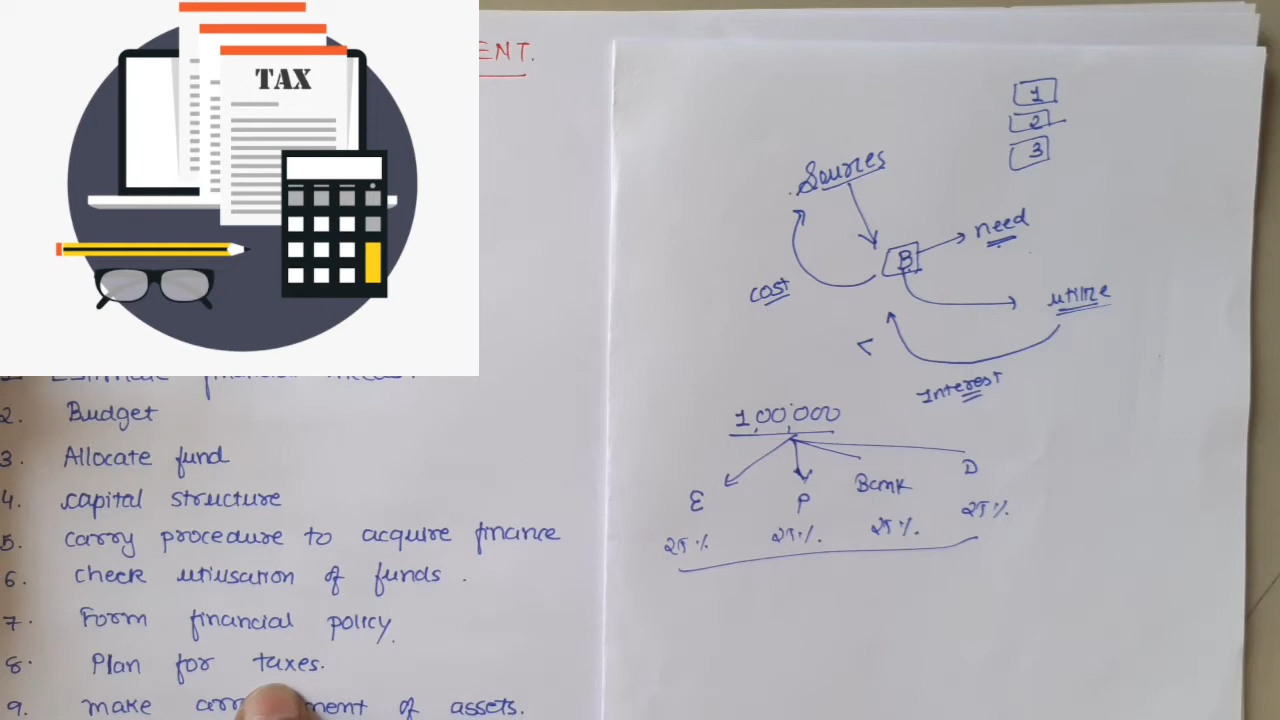 ENT.
TAX
2. Budget
3. Allocate fund
4. capital structure
5. carry procedure to acquire finance
6. check utilisation of funds.
7. Form financial policy.
8. Plan for taxes.
9. make of assets.
1
2
3
Sources
B
need
cost
utilize
Interest
1,00,000
E P Bank D
25% 25% 25% 25%